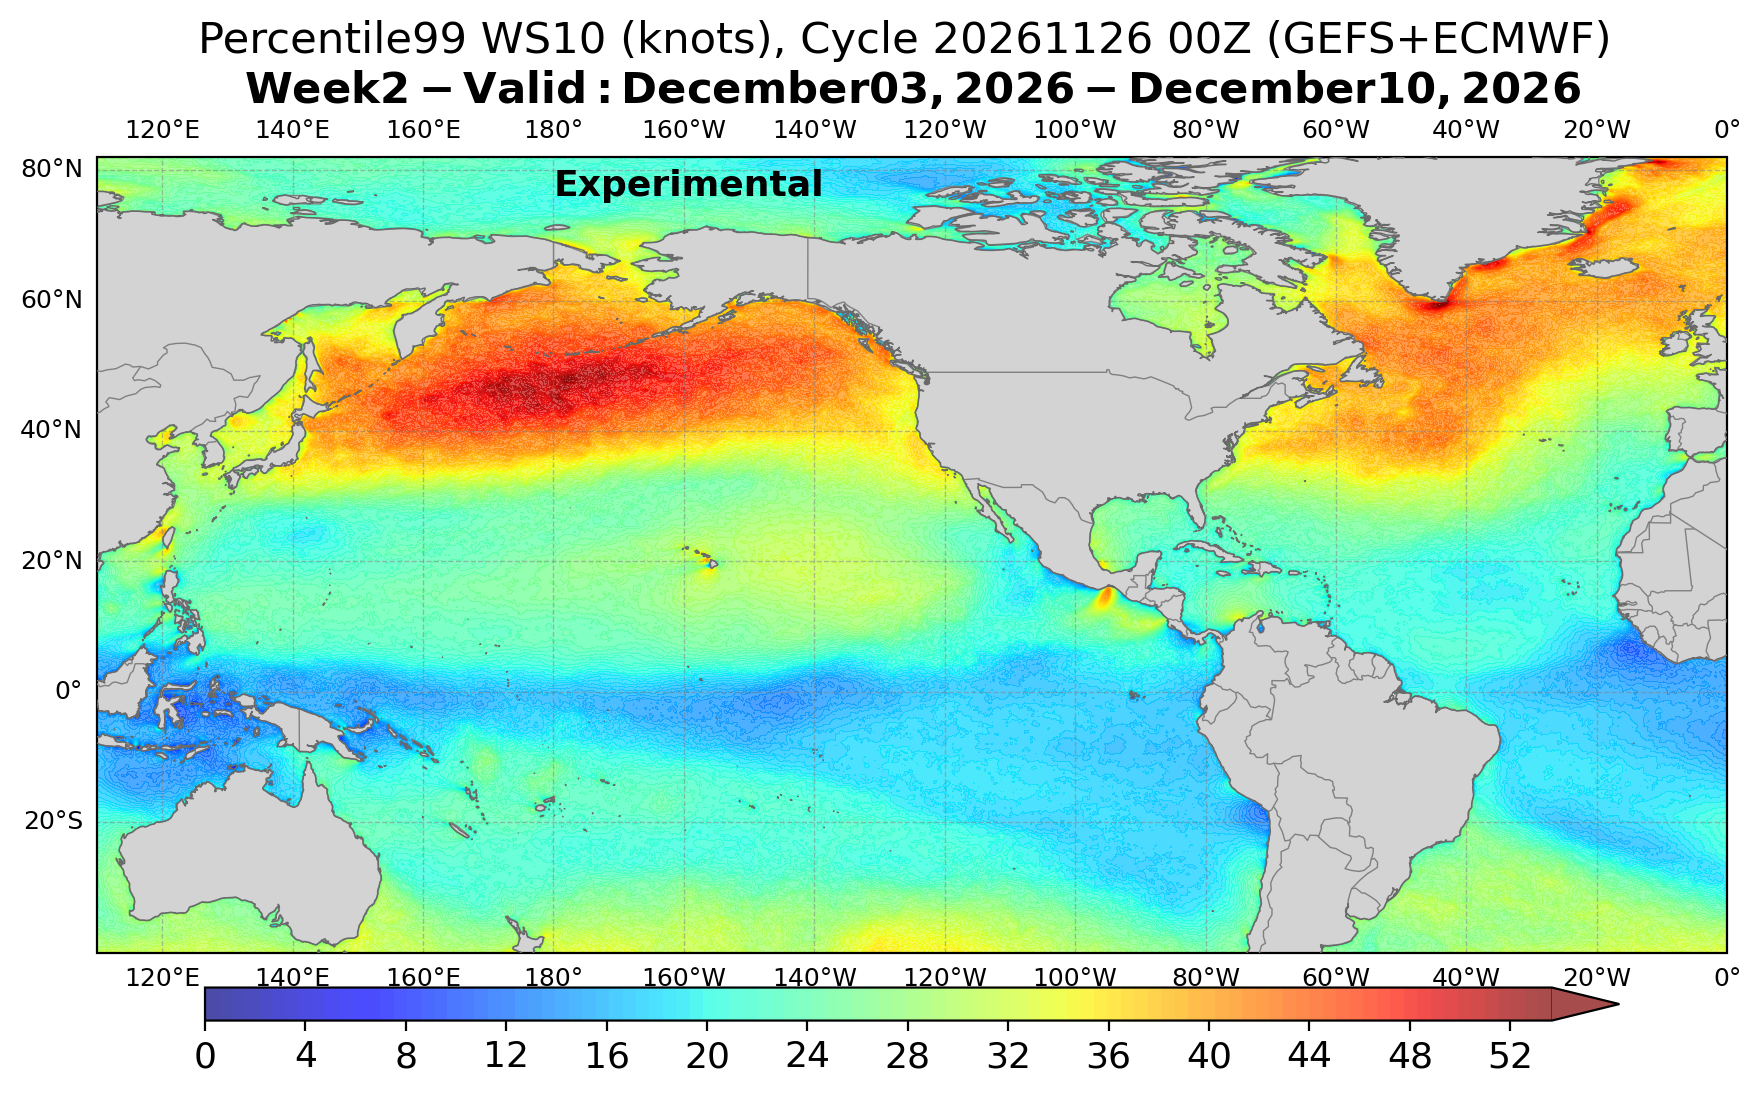 Percentile99 WS10 (knots), Cycle 20261126 00Z (GEFS+ECMWF)
Week2 − Valid : December03, 2026 − December10, 2026
120°E 140°E 160°E 180° 160°W 140°W 120°W 100°W 80°W 60°W 40°W 20°W 0°
80°N
Experimental
60°N
40°N
20°N
0°
20°S
120°E 140°E 160°E 180° 160°W 140°W 120°W 100°W 80°W 60°W 40°W 20°W 0°
0 4 8 12 16 20 24 28 32 36 40 44 48 52